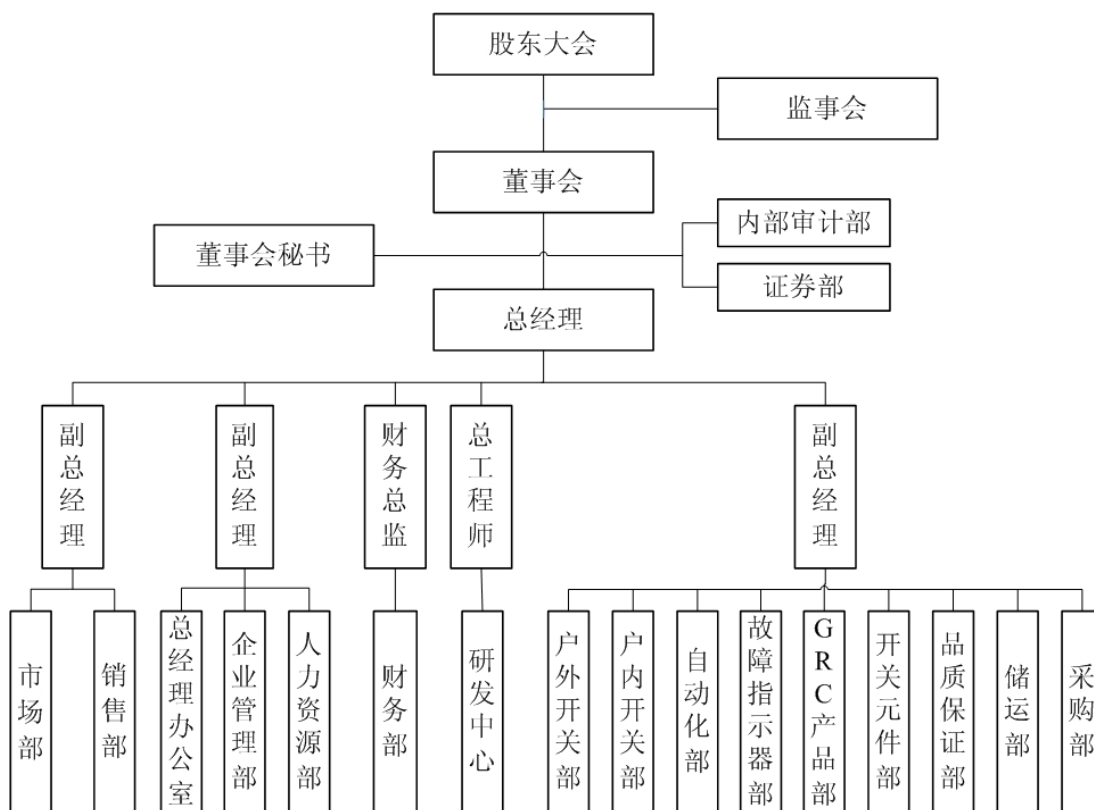 股东大会
监事会
董事会
内部审计部
董事会秘书
证券部
总经理
副总经理
副总经理
财务总监
总工程师
副总经理
市场部
销售部
总经理办公室
企业管理部
人力资源部
财务部
研发中心
户外开关部
户内开关部
自动化部
故障指示器部
GRC产品部
开关元件部
品质保证部
储运部
采购部